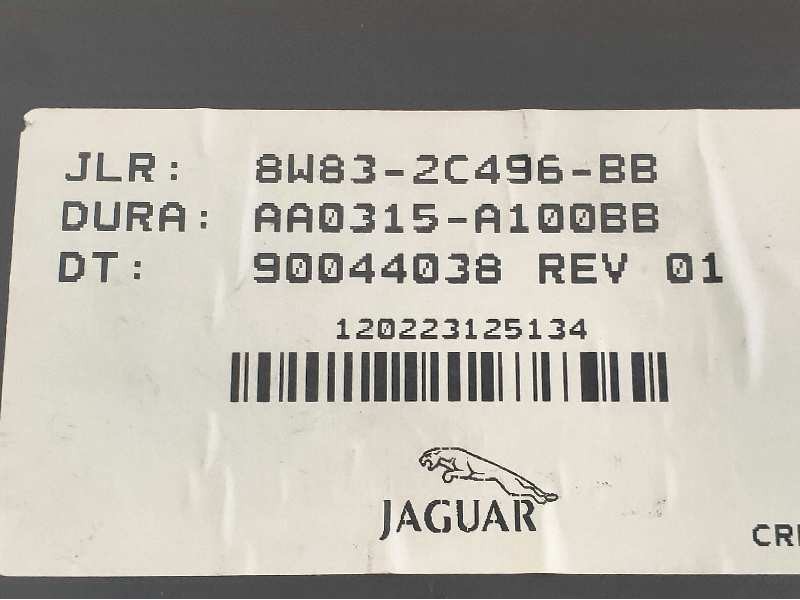 JLR: 8W83-2C496-BB
DURA: AA0315-A100BB
DT: 90044038 REV 01
120223125134
JAGUAR